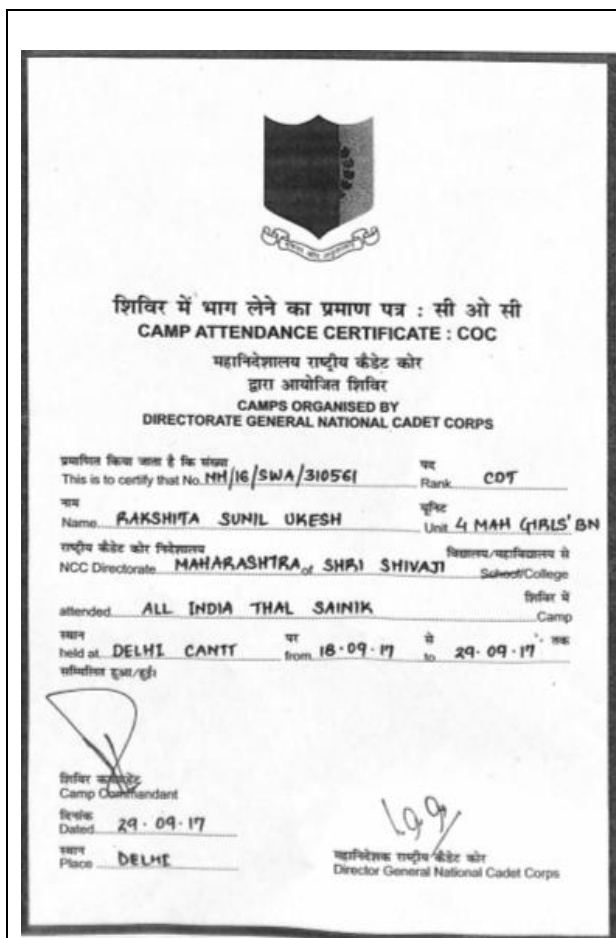 शिविर में भाग लेने का प्रमाण पत्र : सी ओ सी
CAMP ATTENDANCE CERTIFICATE : COC
महानिदेशालय राष्ट्रीय कैडेट कोर
द्वारा आयोजित शिविर
CAMPS ORGANISED BY
DIRECTORATE GENERAL NATIONAL CADET CORPS
प्रमाणित किया जाता है कि संख्या पद
This is to certify that No. MH/16/SWA/310561 Rank CDT
नाम यूनिट
Name RAKSHITA SUNIL UKESH Unit 4 MAH GIRLS' BN
राष्ट्रीय कैडेट कोर निदेशालय विद्यालय/महाविद्यालय से
NCC Directorate MAHARASHTRA of SHRI SHIVAJI School/College
शिविर में
attended ALL INDIA THAL SAINIK Camp
स्थान पर से तक
held at DELHI CANTT from 18.09.17 to 29.09.17
सम्मिलित हुआ/हुई।
शिविर कमाण्डेंट
Camp Commandant
दिनांक
Dated 29.09.17
स्थान
Place DELHI
महानिदेशक राष्ट्रीय कैडेट कोर
Director General National Cadet Corps